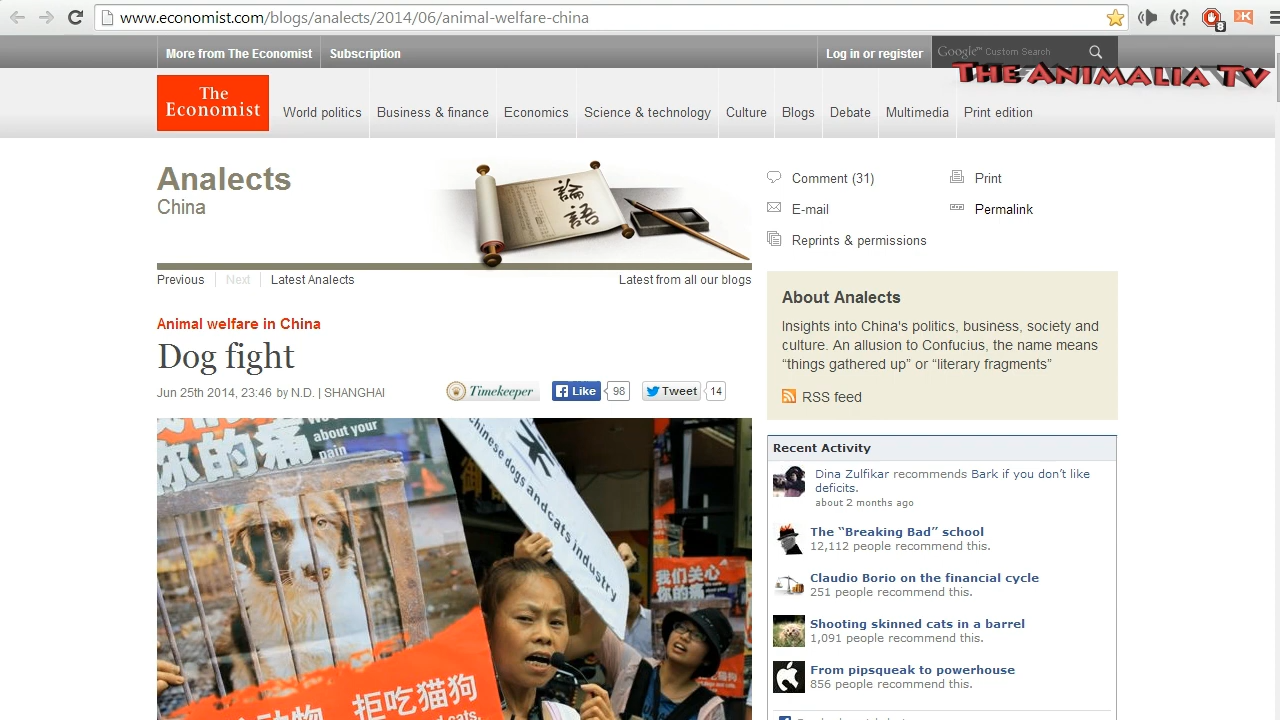 www.economist.com/blogs/analects/2014/06/animal-welfare-china
8
K
More from The Economist
Subscription
Log in or register
Google™ Custom Search
THE ANIMALIA TV
The
Economist
World politics
Business & finance
Economics
Science & technology
Culture
Blogs
Debate
Multimedia
Print edition
Analects
China
論語
Comment (31)
Print
E-mail
Permalink
Reprints & permissions
Previous
Next
Latest Analects
Latest from all our blogs
About Analects
Insights into China's politics, business, society and
culture. An allusion to Confucius, the name means
“things gathered up” or “literary fragments”
RSS feed
Animal welfare in China
Dog fight
Jun 25th 2014, 23:46 by N.D. | SHANGHAI
Timekeeper
Like
98
Tweet
14
你的痛
about your
pain
chinese dogs and cats industry
我们关心
你的痛
拒吃猫狗
cats.
Recent Activity
Dina Zulfikar recommends Bark if you don’t like
deficits.
about 2 months ago
The “Breaking Bad” school
12,112 people recommend this.
Claudio Borio on the financial cycle
251 people recommend this.
Shooting skinned cats in a barrel
1,091 people recommend this.
From pipsqueak to powerhouse
856 people recommend this.